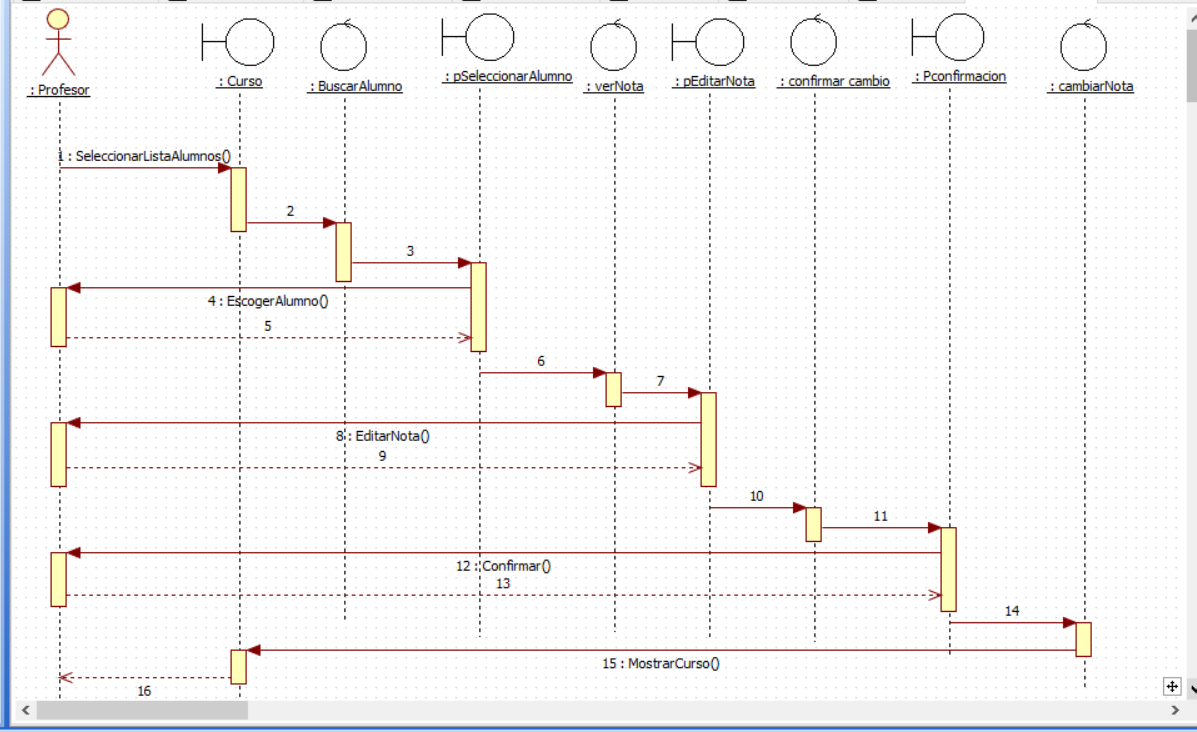 : Profesor
: Curso
: BuscarAlumno
: pSeleccionarAlumno
: verNota
: pEditarNota
: confirmar cambio
: Pconfirmacion
: cambiarNota
1 : SeleccionarListaAlumnos()
2
3
4 : EscogerAlumno()
5
6
7
8 : EditarNota()
9
10
11
12 : Confirmar()
13
14
15 : MostrarCurso()
16